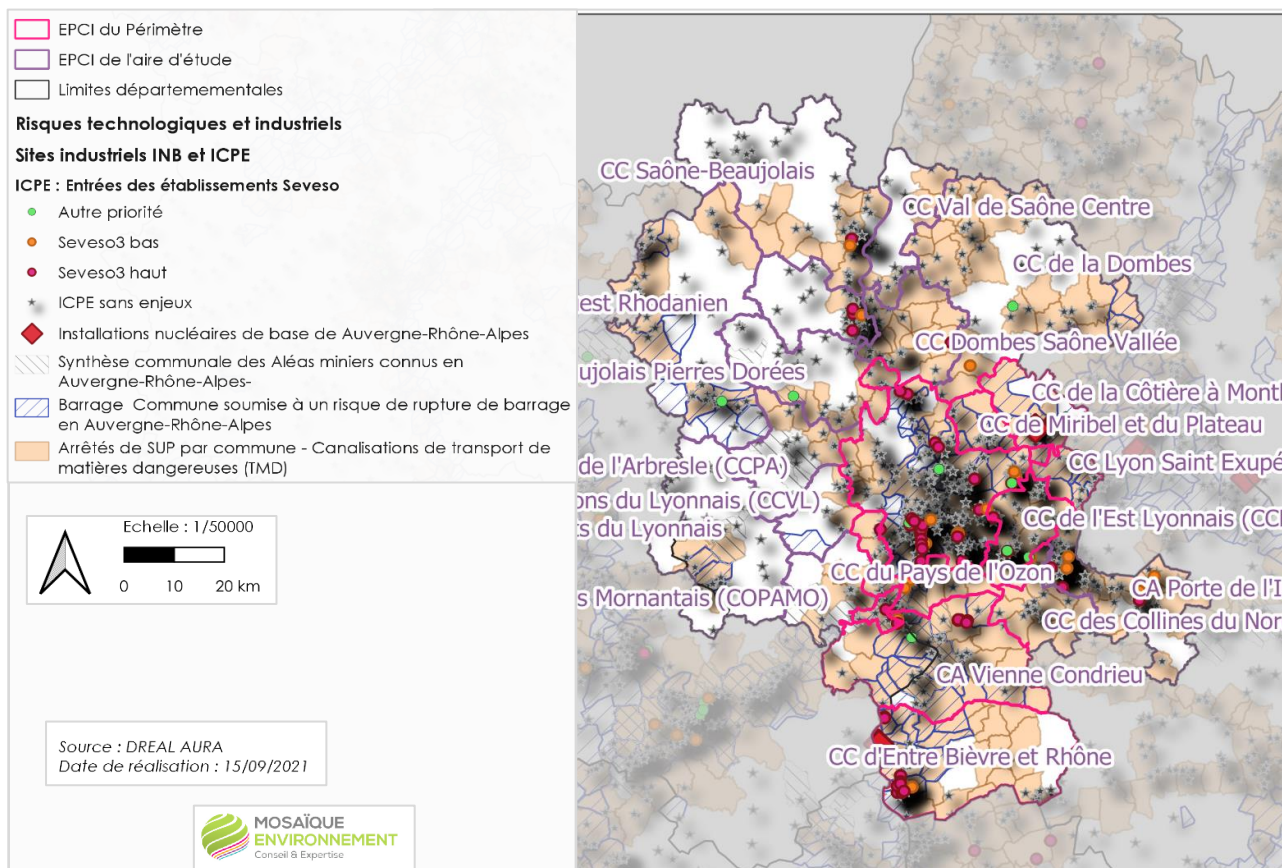 EPCI du Périmètre
EPCI de l'aire d'étude
Limites départemementales
Risques technologiques et industriels
Sites industriels INB et ICPE
ICPE : Entrées des établissements Seveso
Autre priorité
Seveso3 bas
Seveso3 haut
ICPE sans enjeux
Installations nucléaires de base de Auvergne-Rhône-Alpes
Synthèse communale des Aléas miniers connus en
Auvergne-Rhône-Alpes-
Barrage Commune soumise à un risque de rupture de barrage
en Auvergne-Rhône-Alpes
Arrêtés de SUP par commune - Canalisations de transport de
matières dangereuses (TMD)
Echelle : 1/50000
0 10 20 km
Source : DREAL AURA
Date de réalisation : 15/09/2021
MOSAÏQUE
ENVIRONNEMENT
Conseil & Expertise
CC Saône-Beaujolais
CC Val de Saône Centre
CC de la Dombes
est Rhodanien
CC Dombes Saône Vallée
ujolais Pierres Dorées
CC de la Côtière à Montl
CC de Miribel et du Plateau
de l'Arbresle (CCPA)
CC Lyon Saint Exupé
ons du Lyonnais (CCVL)
CC de l'Est Lyonnais (CCE
ts du Lyonnais
CC du Pays de l'Ozon
CA Porte de l'I
s Mornantais (COPAMO)
CC des Collines du Nor
CA Vienne Condrieu
CC d'Entre Bièvre et Rhône